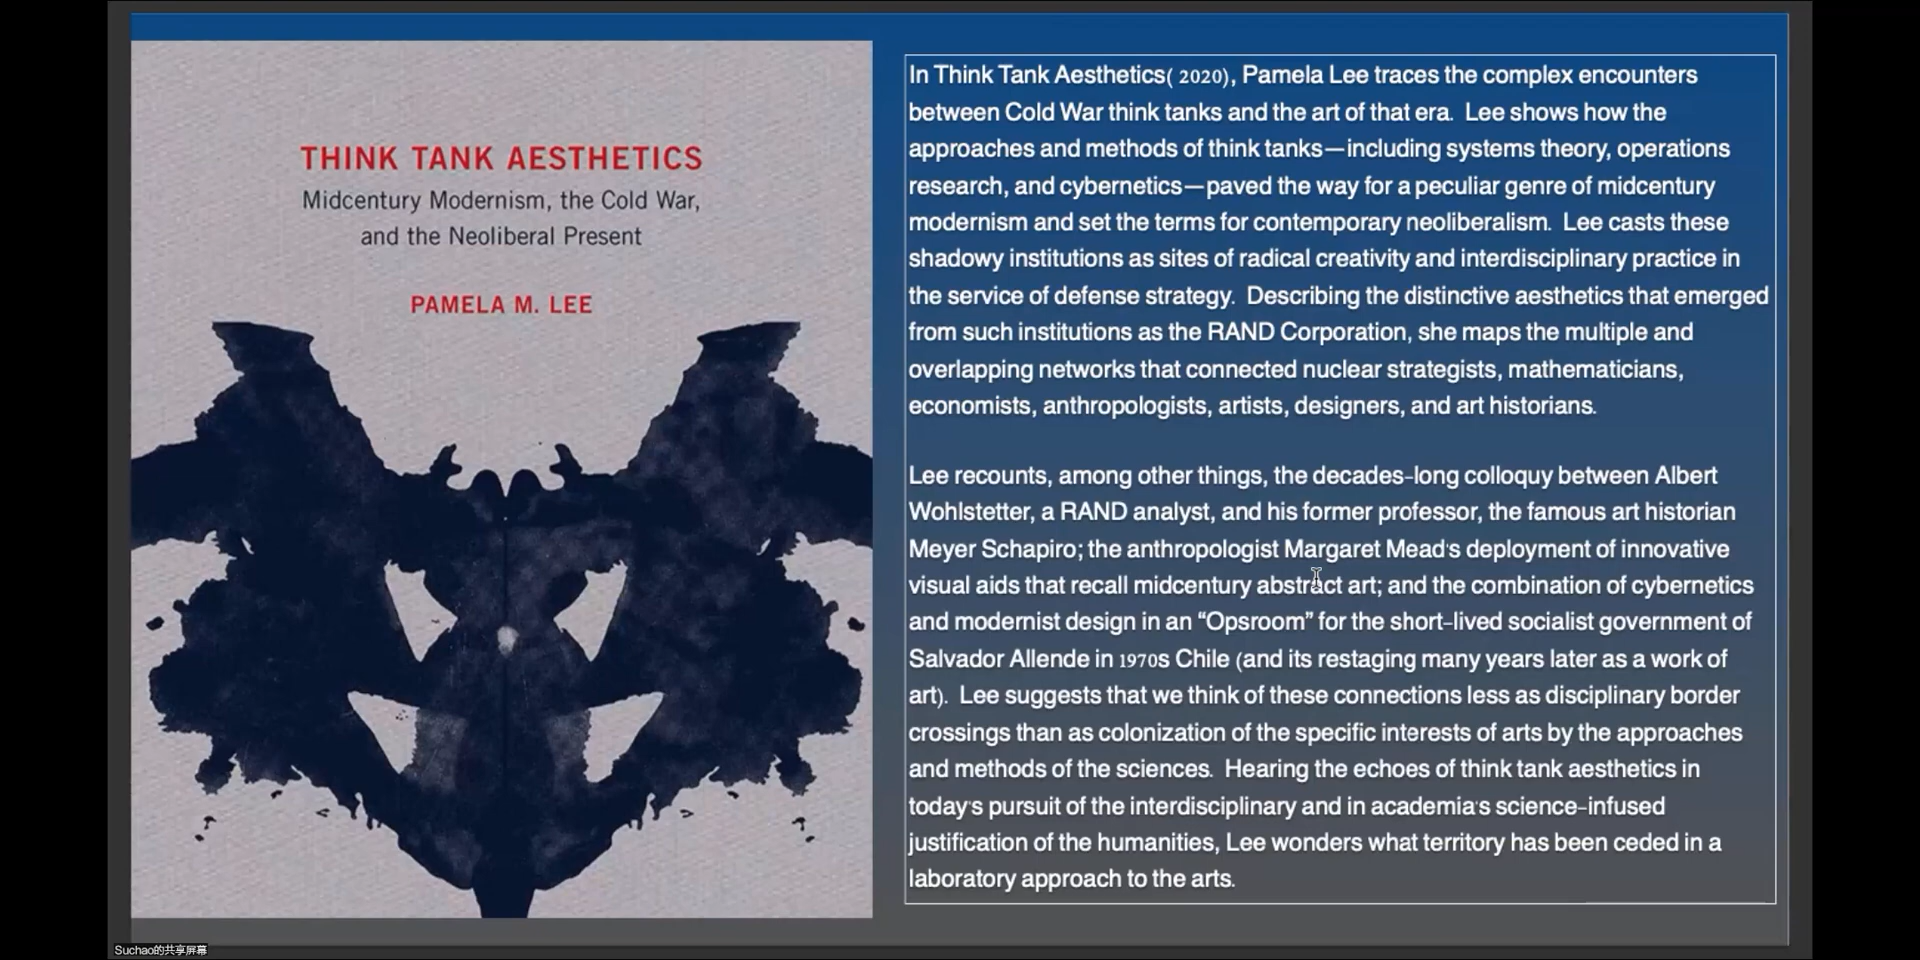 THINK TANK AESTHETICS
Midcentury Modernism, the Cold War,
and the Neoliberal Present
PAMELA M. LEE
In Think Tank Aesthetics( 2020), Pamela Lee traces the complex encounters
between Cold War think tanks and the art of that era. Lee shows how the
approaches and methods of think tanks—including systems theory, operations
research, and cybernetics—paved the way for a peculiar genre of midcentury
modernism and set the terms for contemporary neoliberalism. Lee casts these
shadowy institutions as sites of radical creativity and interdisciplinary practice in
the service of defense strategy. Describing the distinctive aesthetics that emerged
from such institutions as the RAND Corporation, she maps the multiple and
overlapping networks that connected nuclear strategists, mathematicians,
economists, anthropologists, artists, designers, and art historians.
Lee recounts, among other things, the decades-long colloquy between Albert
Wohlstetter, a RAND analyst, and his former professor, the famous art historian
Meyer Schapiro; the anthropologist Margaret Mead's deployment of innovative
visual aids that recall midcentury abstract art; and the combination of cybernetics
and modernist design in an “Opsroom” for the short-lived socialist government of
Salvador Allende in 1970s Chile (and its restaging many years later as a work of
art). Lee suggests that we think of these connections less as disciplinary border
crossings than as colonization of the specific interests of arts by the approaches
and methods of the sciences. Hearing the echoes of think tank aesthetics in
today's pursuit of the interdisciplinary and in academia's science-infused
justification of the humanities, Lee wonders what territory has been ceded in a
laboratory approach to the arts.
Suchao的共享屏幕